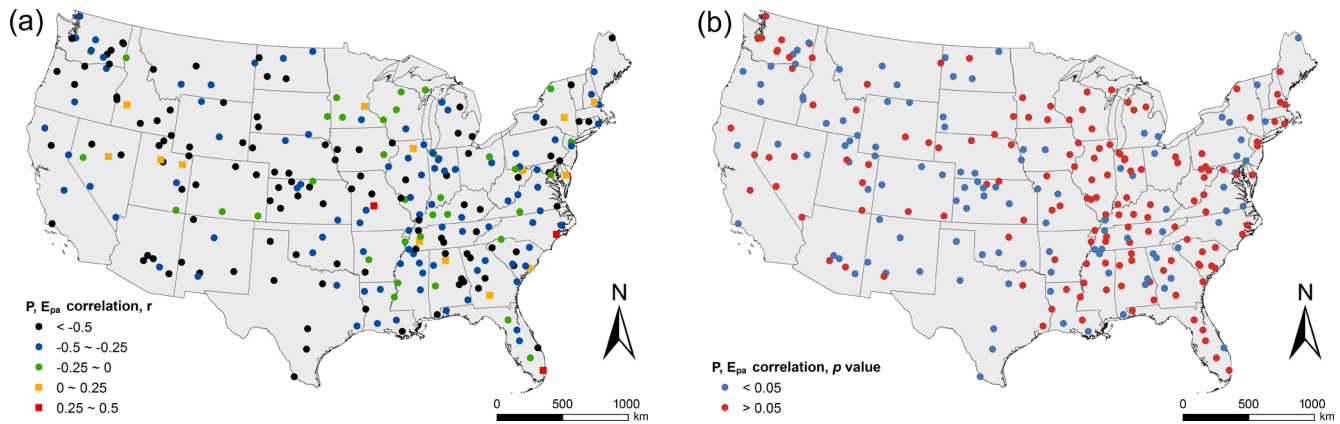 (a)
N
P, Epa correlation, r
< -0.5
-0.5 ~ -0.25
-0.25 ~ 0
0 ~ 0.25
0.25 ~ 0.5
0 500 1000
km
(b)
N
P, Epa correlation, p value
< 0.05
> 0.05
0 500 1000
km